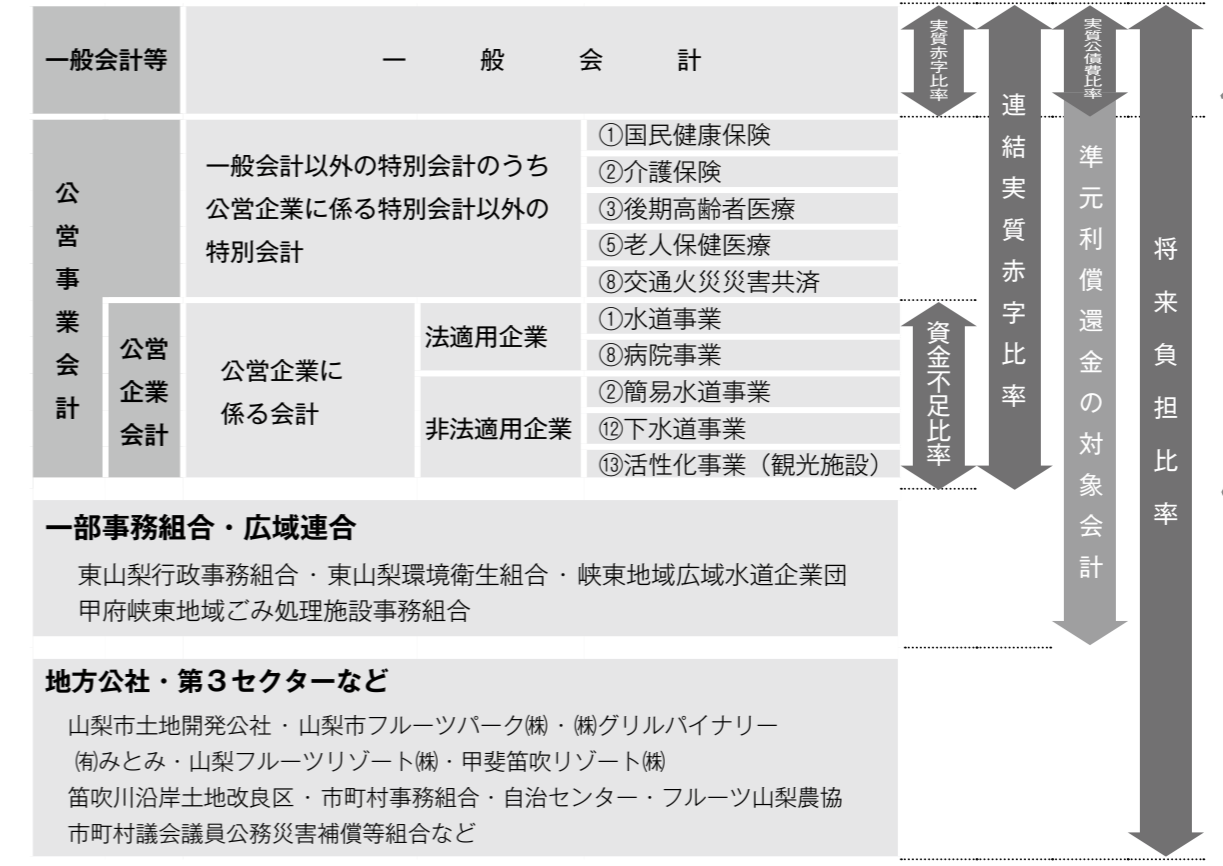 一般会計等
一般会計
公営事業会計
一般会計以外の特別会計のうち
公営企業に係る特別会計以外の
特別会計
①国民健康保険
②介護保険
③後期高齢者医療
⑤老人保健医療
⑧交通火災災害共済
公営
企業
会計
公営企業に
係る会計
法適用企業
①水道事業
⑧病院事業
非法適用企業
②簡易水道事業
⑫下水道事業
⑬活性化事業（観光施設）
一部事務組合・広域連合
東山梨行政事務組合・東山梨環境衛生組合・峡東地域広域水道企業団
甲府峡東地域ごみ処理施設事務組合
地方公社・第３セクターなど
山梨市土地開発公社・山梨市フルーツパーク㈱・㈱グリルパイナリー
㈲みとみ・山梨フルーツリゾート㈱・甲斐笛吹リゾート㈱
笛吹川沿岸土地改良区・市町村事務組合・自治センター・フルーツ山梨農協
市町村議会議員公務災害補償等組合など
実質赤字比率
連結実質赤字比率
実質公債費比率
準元利償還金の対象会計
将来負担比率
資金不足比率